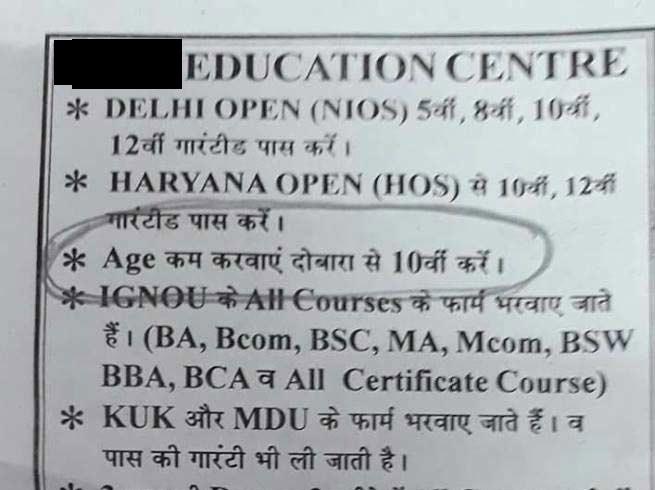 EDUCATION CENTRE
* DELHI OPEN (NIOS) 5वीं, 8वीं, 10वीं,
12वीं गारंटीड पास करें।
* HARYANA OPEN (HOS) से 10वीं, 12वीं
गारंटीड पास करें।
* Age कम करवाएं दोबारा से 10वीं करें।
* IGNOU के All Courses के फार्म भरवाए जाते
हैं। (BA, Bcom, BSC, MA, Mcom, BSW
BBA, BCA व All Certificate Course)
* KUK और MDU के फार्म भरवाए जाते हैं। व
पास की गारंटी भी ली जाती है।